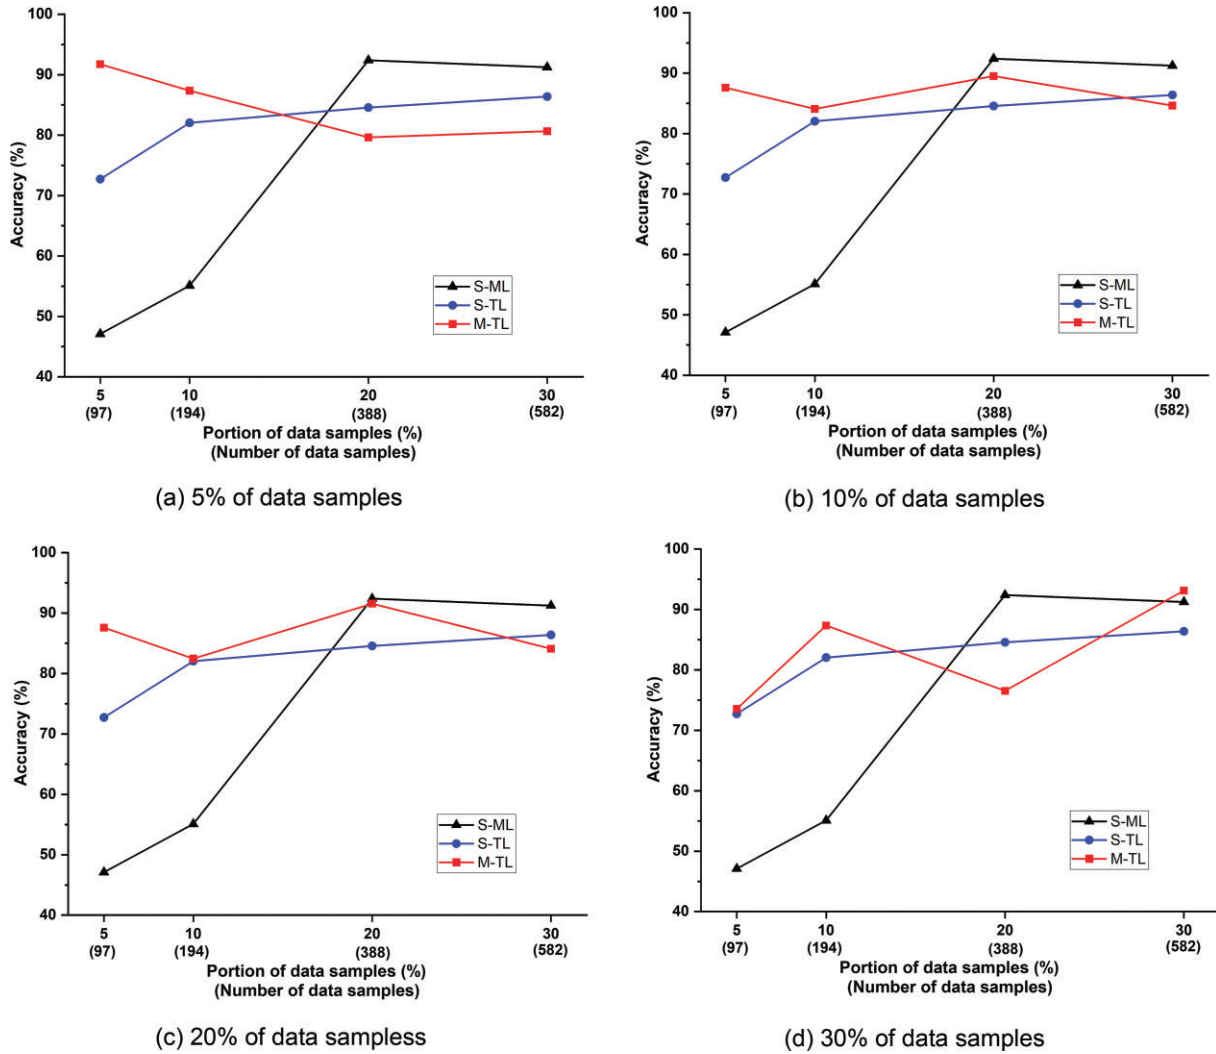 100
90
80
70
60
50
40
Accuracy (%)
S-ML
S-TL
M-TL
5 10 20 30
(97) (194) (388) (582)
Portion of data samples (%)
(Number of data samples)
(a) 5% of data samples
100
90
80
70
60
50
40
Accuracy (%)
S-ML
S-TL
M-TL
5 10 20 30
(97) (194) (388) (582)
Portion of data samples (%)
(Number of data samples)
(b) 10% of data samples
100
90
80
70
60
50
40
Accuracy (%)
S-ML
S-TL
M-TL
5 10 20 30
(97) (194) (388) (582)
Portion of data samples (%)
(Number of data samples)
(c) 20% of data sampless
100
90
80
70
60
50
40
Accuracy (%)
S-ML
S-TL
M-TL
5 10 20 30
(97) (194) (388) (582)
Portion of data samples (%)
(Number of data samples)
(d) 30% of data samples